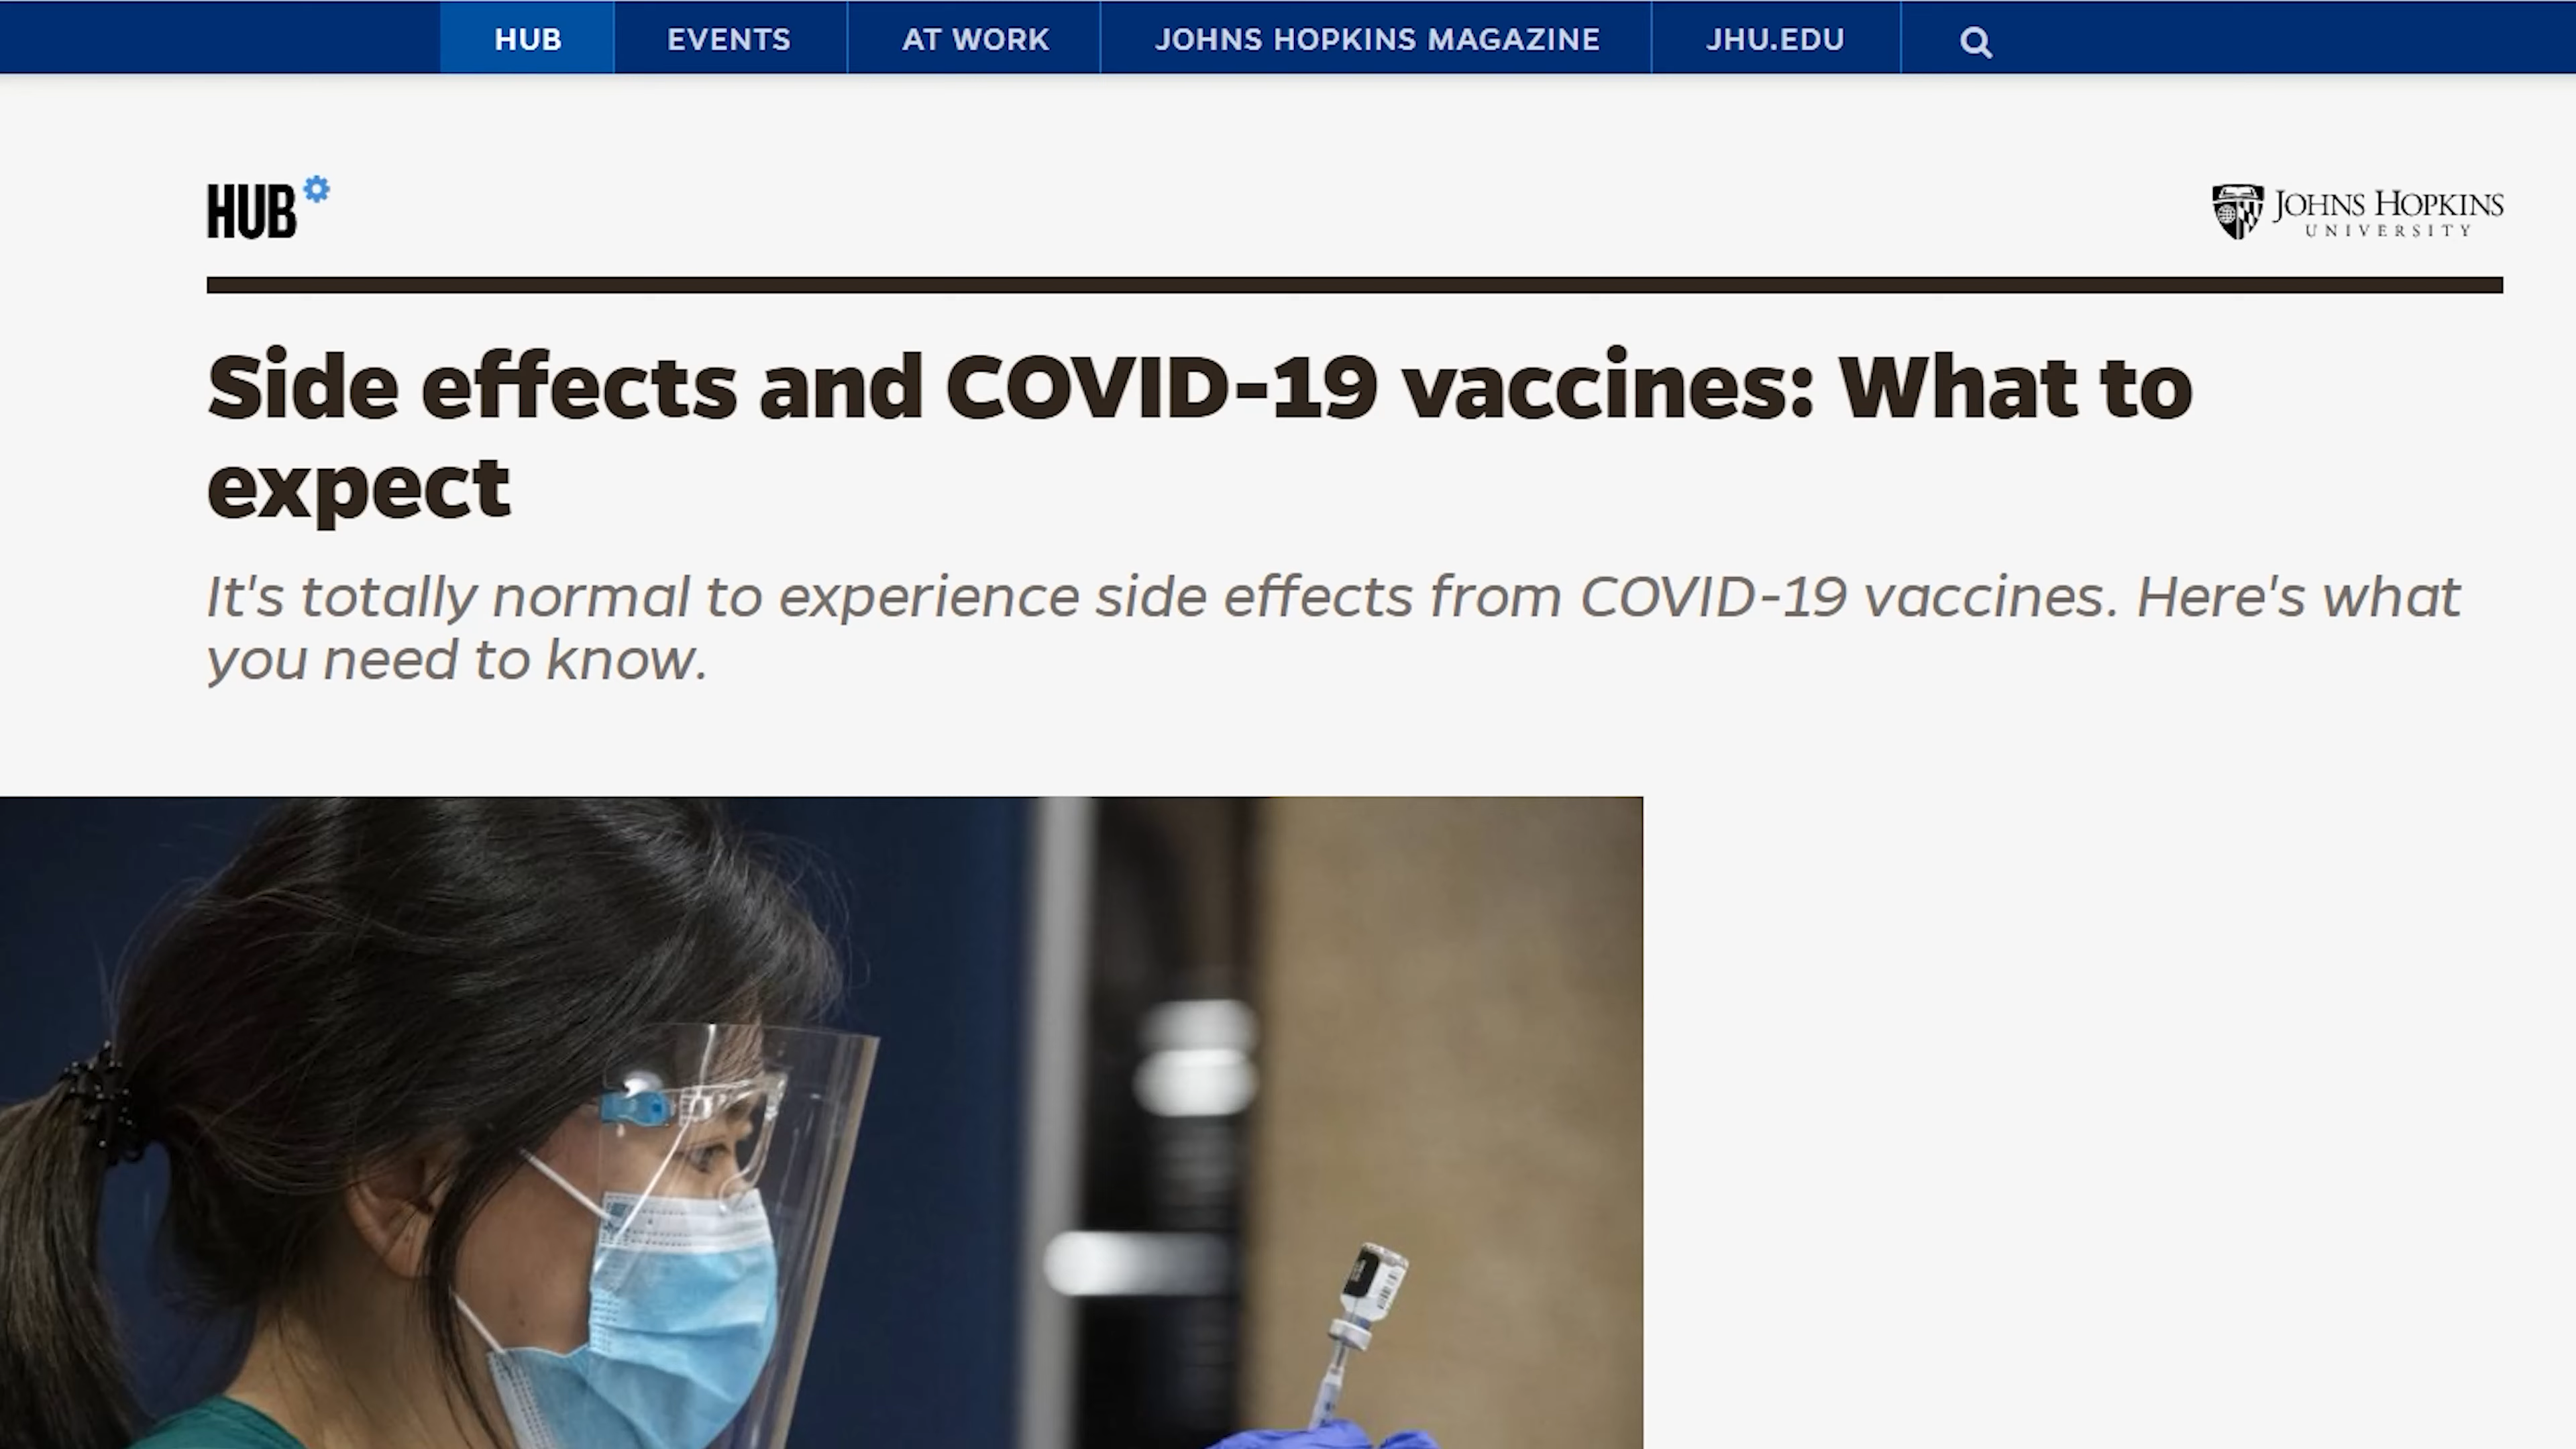 HUB EVENTS AT WORK JOHNS HOPKINS MAGAZINE JHU.EDU
HUB
JOHNS HOPKINS
UNIVERSITY
Side effects and COVID-19 vaccines: What to
expect
It's totally normal to experience side effects from COVID-19 vaccines. Here's what
you need to know.